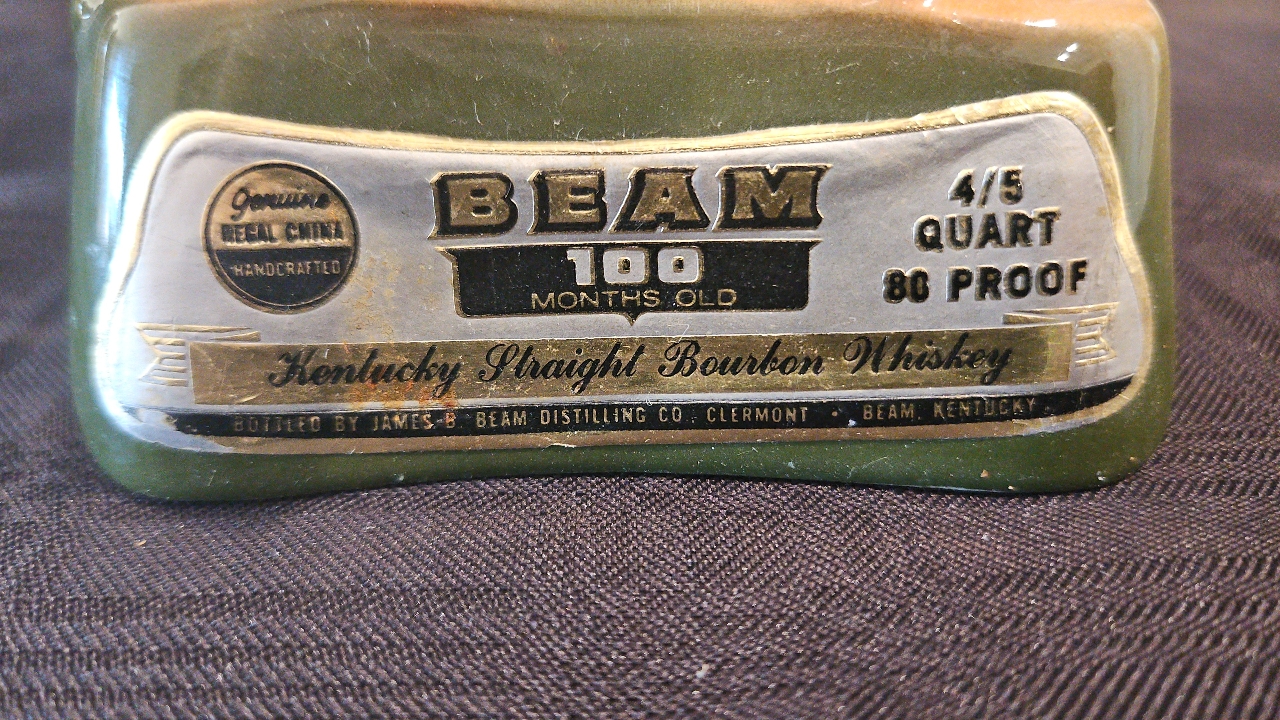 Genuine
REGAL CHINA
HANDCRAFTED
BEAM
100
MONTHS OLD
4/5
QUART
80 PROOF
Kentucky Straight Bourbon Whiskey
BOTTLED BY JAMES B. BEAM DISTILLING CO. CLERMONT • BEAM, KENTUCKY